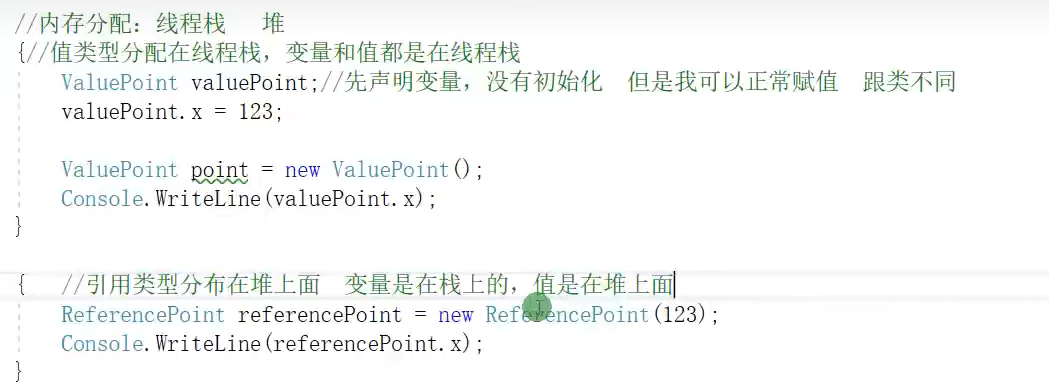 //内存分配：线程栈   堆
{//值类型分配在线程栈，变量和值都是在线程栈
    ValuePoint valuePoint;//先声明变量，没有初始化  但是我可以正常赋值  跟类不同
    valuePoint.x = 123;
    ValuePoint point = new ValuePoint();
    Console.WriteLine(valuePoint.x);
}
{   //引用类型分布在堆上面  变量是在栈上的，值是在堆上面
    ReferencePoint referencePoint = new ReferencePoint(123);
    Console.WriteLine(referencePoint.x);
}